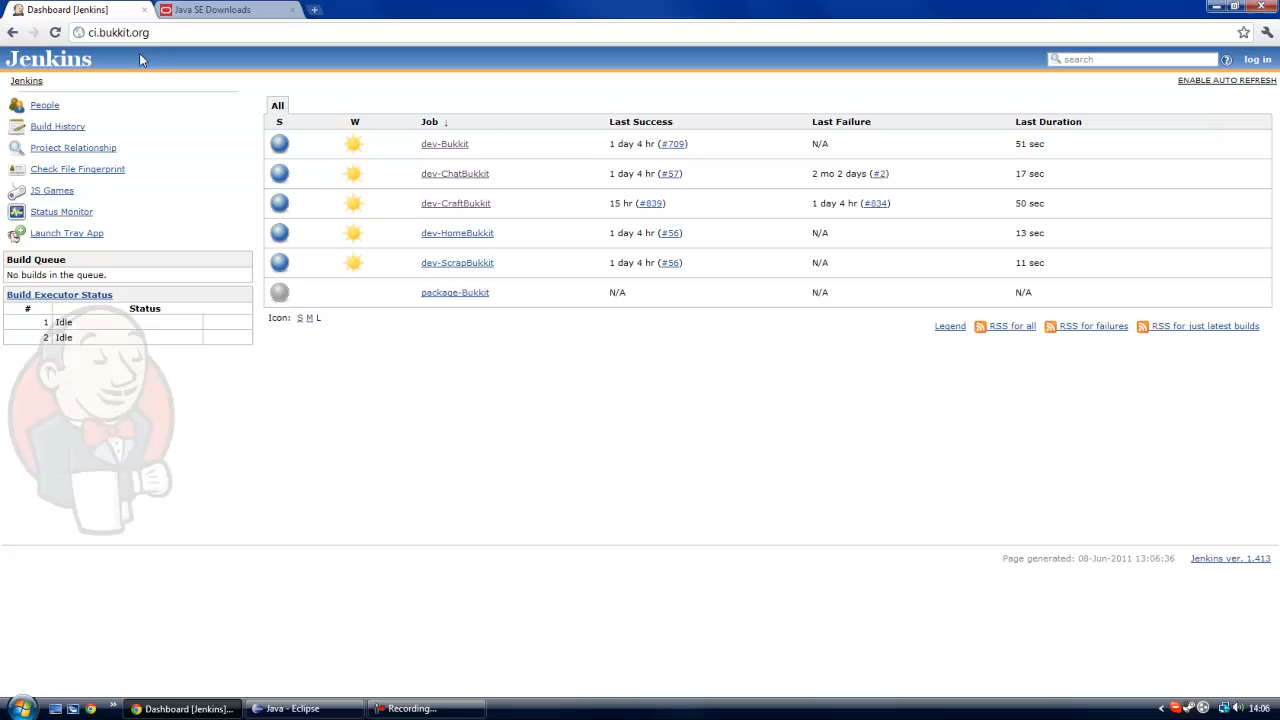 Dashboard [Jenkins]
Java SE Downloads
ci.bukkit.org
Jenkins
search
log in
Jenkins
ENABLE AUTO REFRESH
People
Build History
Project Relationship
Check File Fingerprint
JS Games
Status Monitor
Launch Tray App
Build Queue
No builds in the queue.
Build Executor Status
# Status
1 Idle
2 Idle
All
S W Job ↓ Last Success Last Failure Last Duration
dev-Bukkit 1 day 4 hr (#709) N/A 51 sec
dev-ChatBukkit 1 day 4 hr (#57) 2 mo 2 days (#2) 17 sec
dev-CraftBukkit 15 hr (#839) 1 day 4 hr (#834) 50 sec
dev-HomeBukkit 1 day 4 hr (#56) N/A 13 sec
dev-ScrapBukkit 1 day 4 hr (#56) N/A 11 sec
package-Bukkit N/A N/A N/A
Icon: S M L
Legend RSS for all RSS for failures RSS for just latest builds
Page generated: 08-Jun-2011 13:06:36 Jenkins ver. 1.413
Dashboard [Jenkins]...
Java - Eclipse
Recording...
14:06